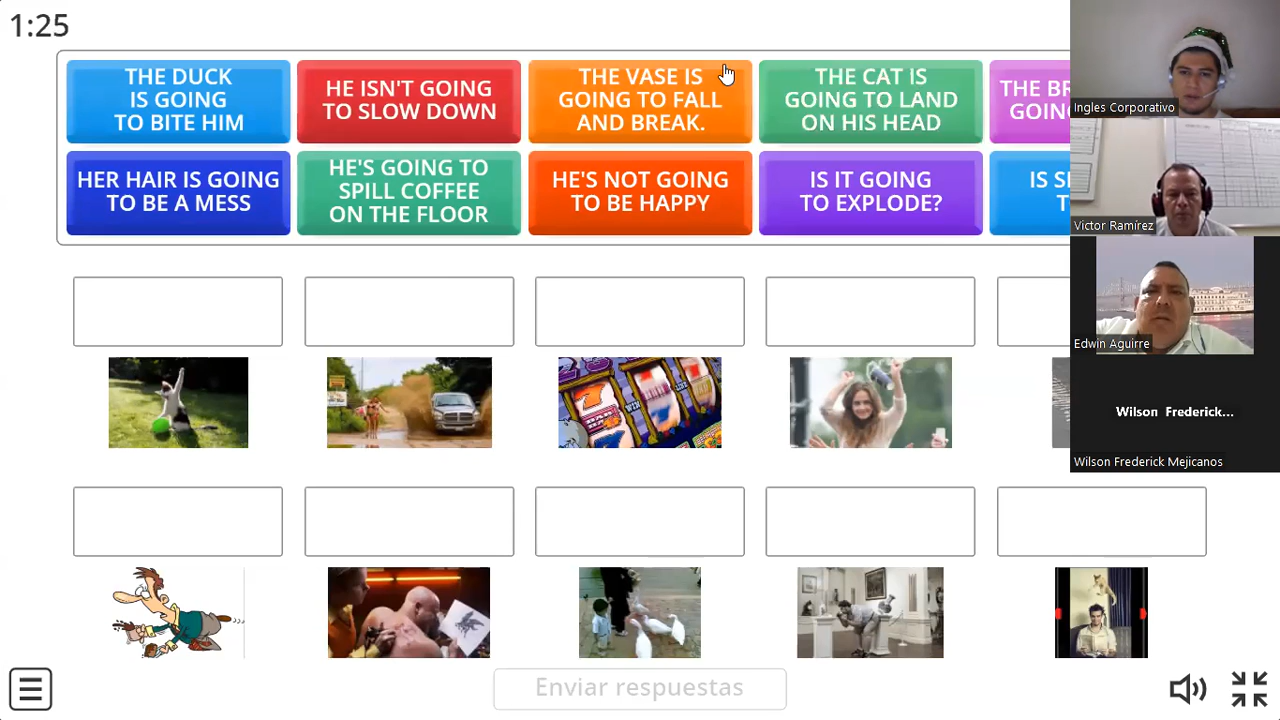 1:25
THE DUCK
IS GOING
TO BITE HIM
HE ISN'T GOING
TO SLOW DOWN
THE VASE IS
GOING TO FALL
AND BREAK.
THE CAT IS
GOING TO LAND
ON HIS HEAD
THE
HER HAIR IS GOING
TO BE A MESS
HE'S GOING TO
SPILL COFFEE
ON THE FLOOR
HE'S NOT GOING
TO BE HAPPY
IS IT GOING
TO EXPLODE?
IS
Ingles Corporativo
Victor Ramírez
Edwin Aguirre
Wilson Frederick...
Wilson Frederick Mejicanos
Enviar respuestas